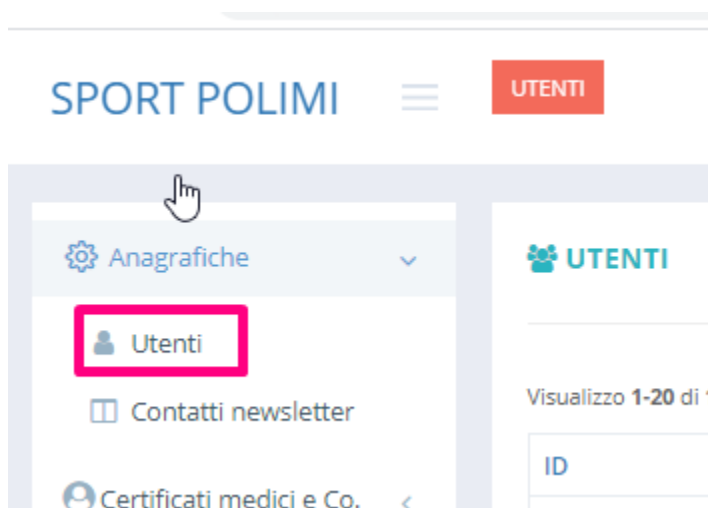 SPORT POLIMI
UTENTI
Anagrafiche
Utenti
Contatti newsletter
Certificati medici e Co.
UTENTI
Visualizzo 1-20 di
ID